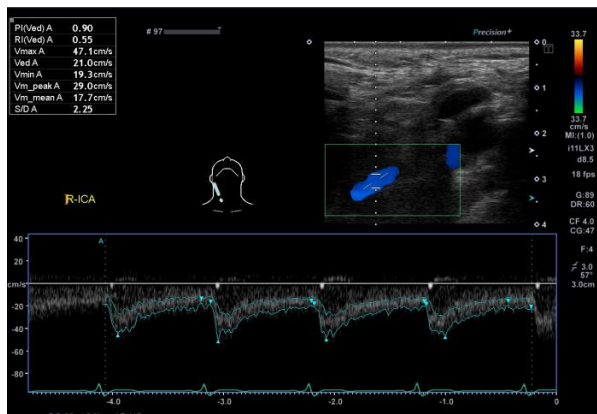 PI(Ved) A 0.90
RI(Ved) A 0.55
Vmax A 47.1cm/s
Ved A 21.0cm/s
Vmin A 19.3cm/s
Vm_peak A 29.0cm/s
Vm_mean A 17.7cm/s
S/D A 2.25
# 97
Precision+
T
0
1
2
3
4
33.7
33.7
cm/s
MI:(1.0)
i11LX3
d8.5
18 fps
G:89
DR:60
CF 4.0
CG:47
F:4
3.0
57°
3.0cm
R-ICA
A
40
20
cm/s
-20
-40
-60
-80
-4.0
-3.0
-2.0
-1.0
0